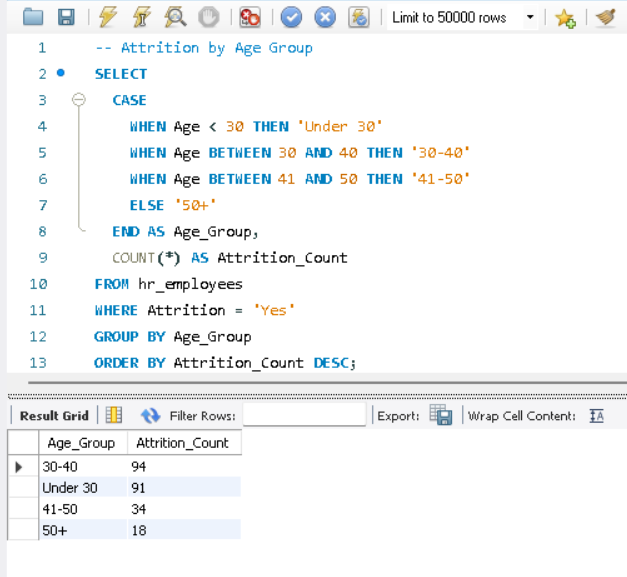 Limit to 50000 rows
1 -- Attrition by Age Group
2 SELECT
3 CASE
4 WHEN Age < 30 THEN 'Under 30'
5 WHEN Age BETWEEN 30 AND 40 THEN '30-40'
6 WHEN Age BETWEEN 41 AND 50 THEN '41-50'
7 ELSE '50+'
8 END AS Age_Group,
9 COUNT(*) AS Attrition_Count
10 FROM hr_employees
11 WHERE Attrition = 'Yes'
12 GROUP BY Age_Group
13 ORDER BY Attrition_Count DESC;
Result Grid Filter Rows: Export: Wrap Cell Content:
Age_Group Attrition_Count
30-40 94
Under 30 91
41-50 34
50+ 18